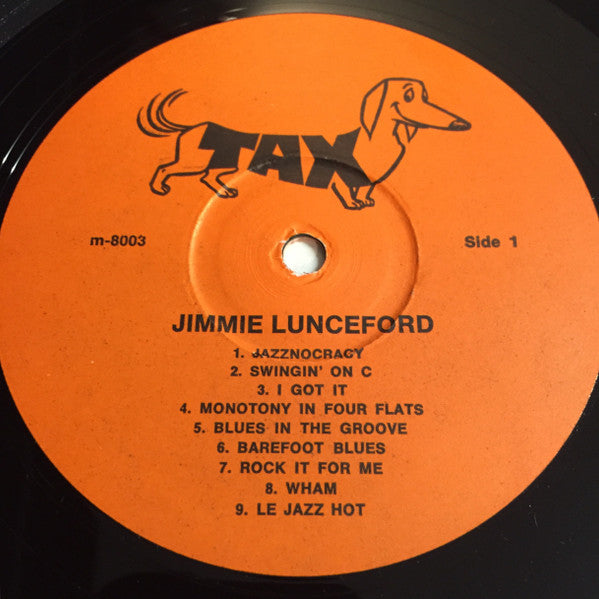 TAX
m-8003
Side 1
JIMMIE LUNCEFORD
1. JAZZNOCRACY
2. SWINGIN' ON C
3. I GOT IT
4. MONOTONY IN FOUR FLATS
5. BLUES IN THE GROOVE
6. BAREFOOT BLUES
7. ROCK IT FOR ME
8. WHAM
9. LE JAZZ HOT